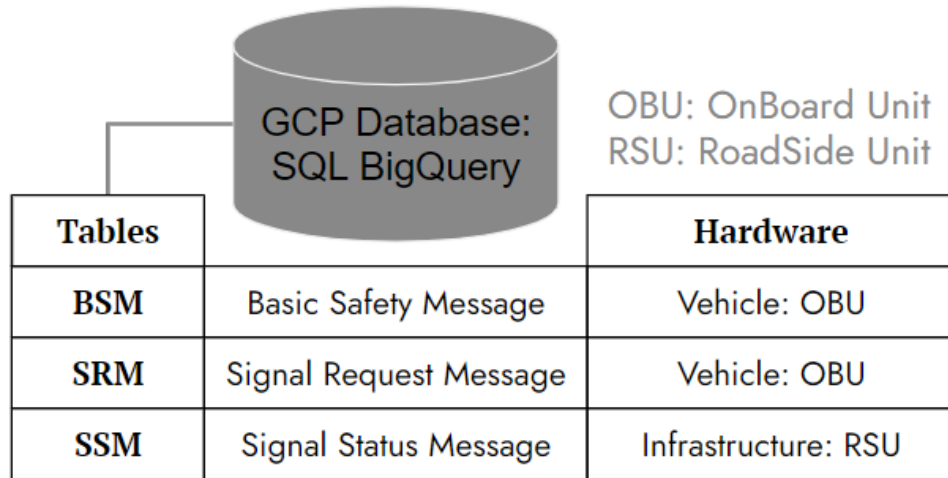 GCP Database:
SQL BigQuery
OBU: OnBoard Unit
RSU: RoadSide Unit
Tables
Hardware
BSM
Basic Safety Message
Vehicle: OBU
SRM
Signal Request Message
Vehicle: OBU
SSM
Signal Status Message
Infrastructure: RSU